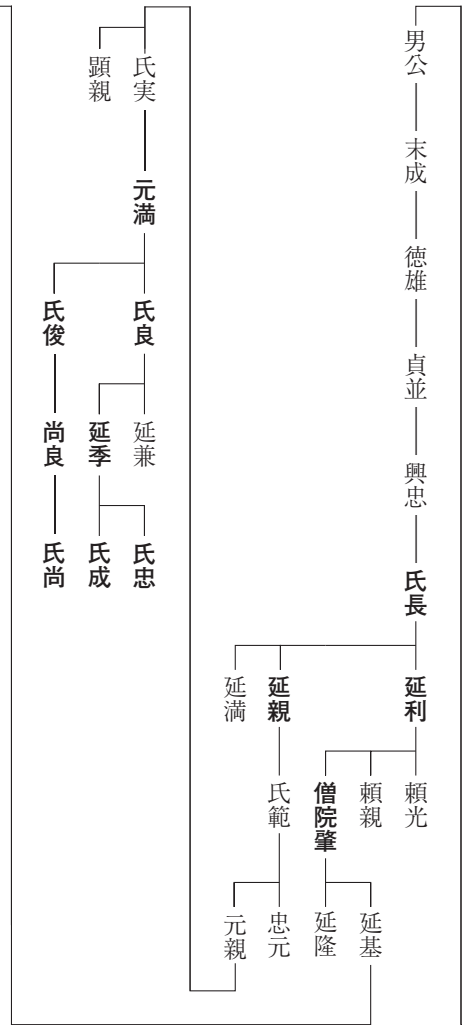 男公
末成
徳雄
貞並
興忠
氏長
延利
延親
延満
頼光
頼親
僧院肇
氏範
延基
延隆
忠元
元親
氏実
顕親
元満
氏良
氏俊
延兼
延季
尚良
氏忠
氏成
氏尚